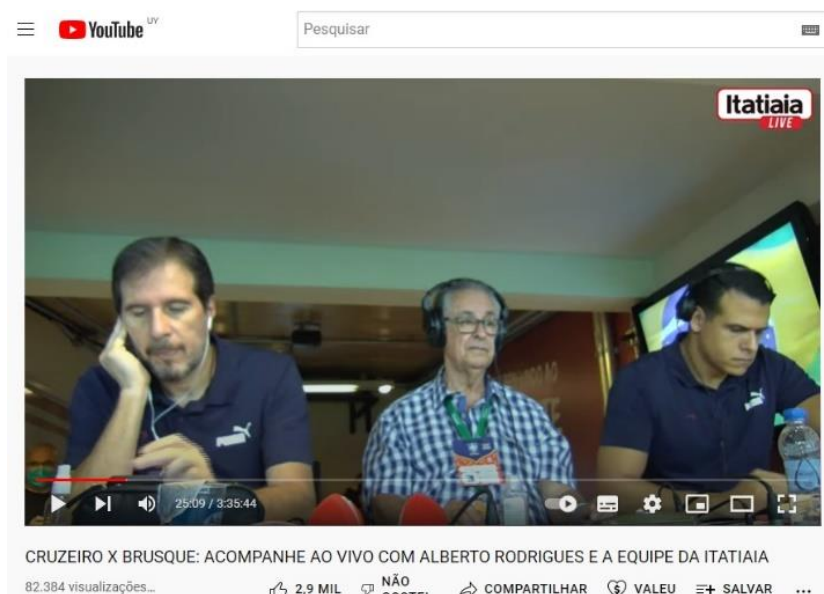 YouTube UY
Pesquisar
Itatiaia
LIVE
PUMA
PUMA
25:09 / 3:35:44
CRUZEIRO X BRUSQUE: ACOMPANHE AO VIVO COM ALBERTO RODRIGUES E A EQUIPE DA ITATIAIA
82.384 visualizações...
2,9 MIL
NÃO
COMPARTILHAR
VALEU
SALVAR